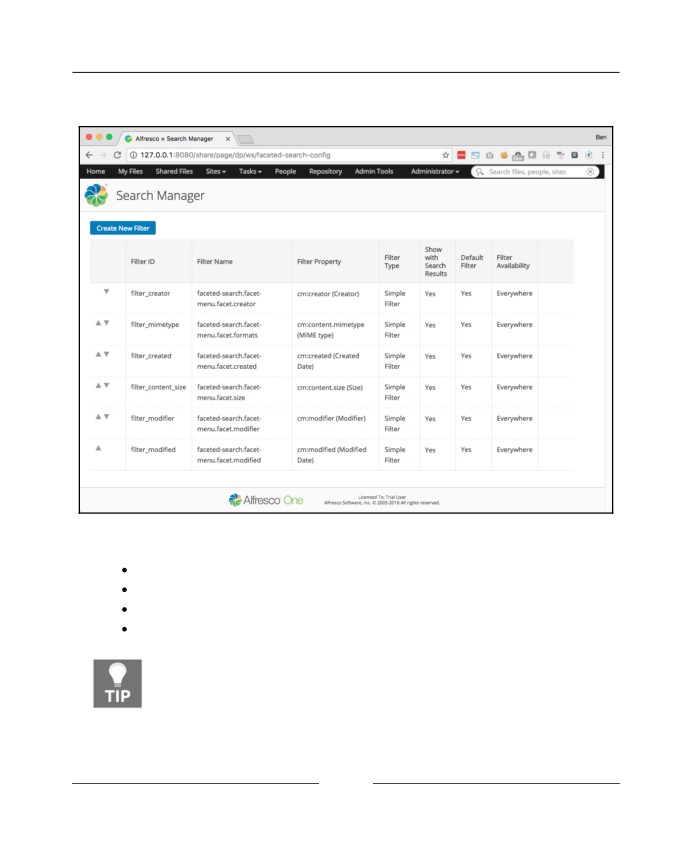 Alfresco » Search Manager
Ben
127.0.0.1:8080/share/page/dp/ws/faceted-search-config
Home My Files Shared Files Sites Tasks People Repository Admin Tools Administrator Search files, people, sites
Search Manager
Create New Filter
Filter ID Filter Name Filter Property Filter Type Show with Search Results Default Filter Filter Availability
filter_creator faceted-search.facet-menu.facet.creator cm:creator (Creator) Simple Filter Yes Yes Everywhere
filter_mimetype faceted-search.facet-menu.facet.formats cm:content.mimetype (MIME type) Simple Filter Yes Yes Everywhere
filter_created faceted-search.facet-menu.facet.created cm:created (Created Date) Simple Filter Yes Yes Everywhere
filter_content_size faceted-search.facet-menu.facet.size cm:content.size (Size) Simple Filter Yes Yes Everywhere
filter_modifier faceted-search.facet-menu.facet.modifier cm:modifier (Modifier) Simple Filter Yes Yes Everywhere
filter_modified faceted-search.facet-menu.facet.modified cm:modified (Modified Date) Simple Filter Yes Yes Everywhere
Alfresco One
Licensed To: Trial User
Alfresco Software, Inc. © 2005-2016 All rights reserved.
TIP